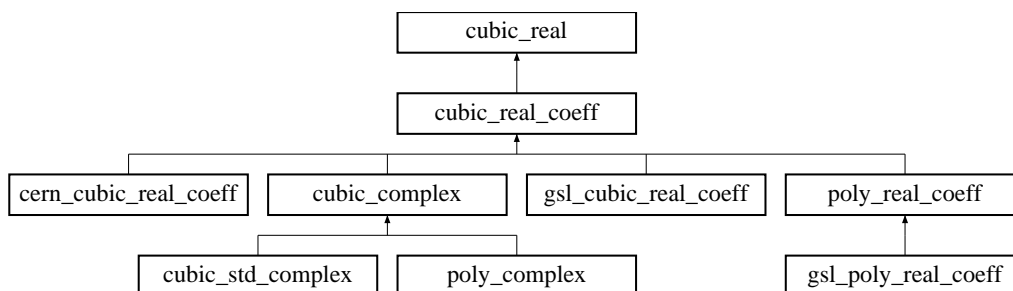 cubic_real
cubic_real_coeff
cern_cubic_real_coeff
cubic_complex
gsl_cubic_real_coeff
poly_real_coeff
cubic_std_complex
poly_complex
gsl_poly_real_coeff